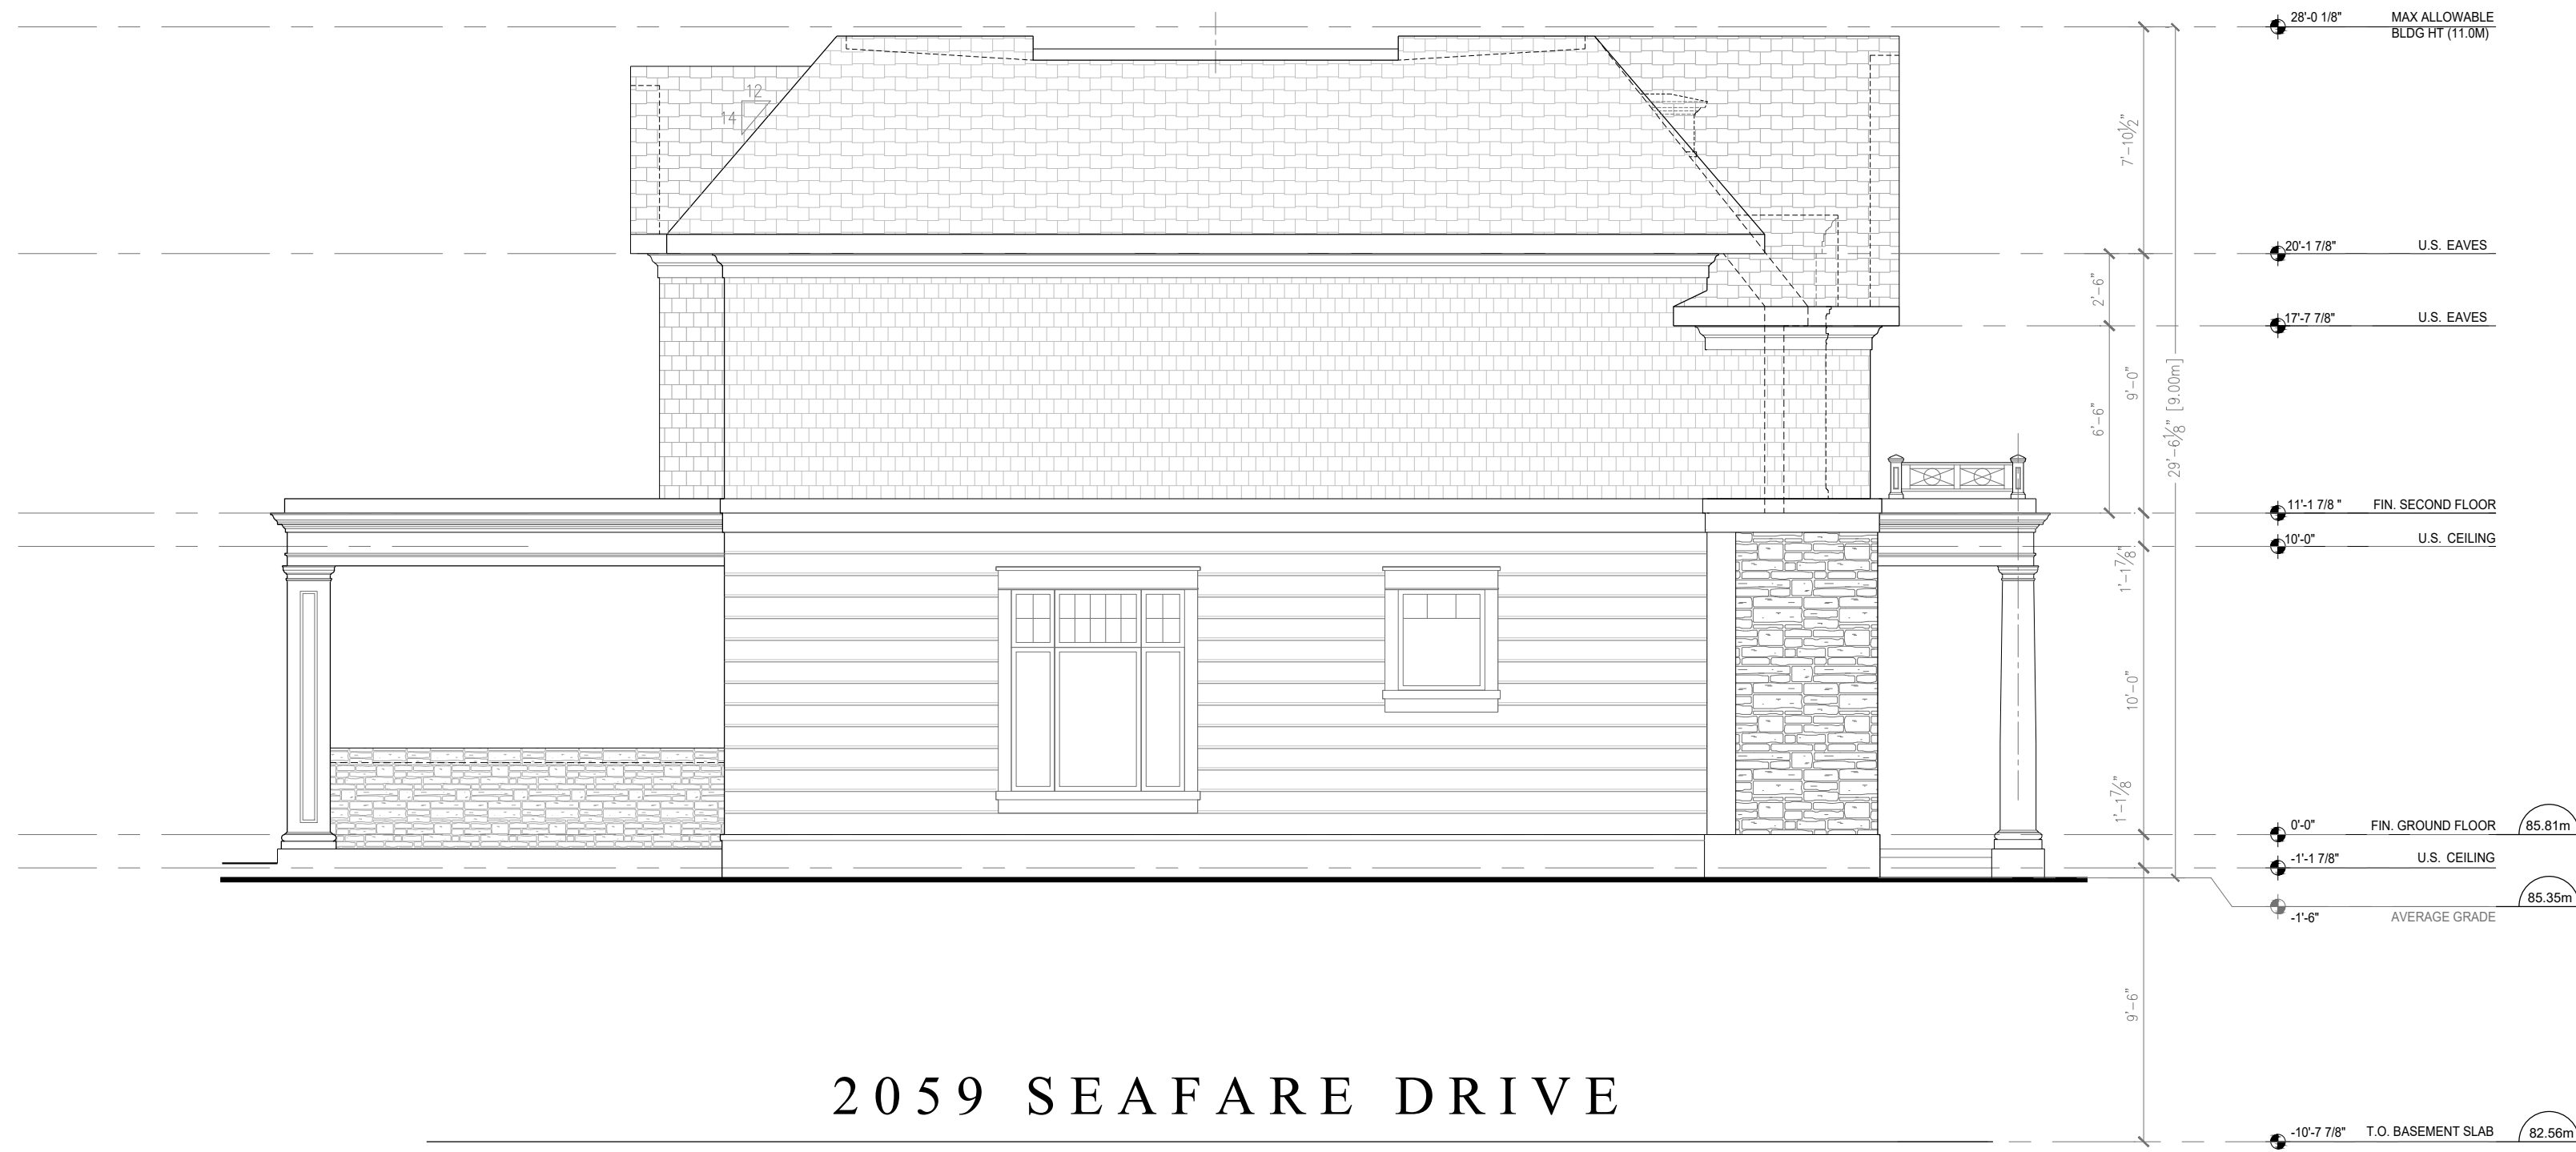 28'-0 1/8" MAX ALLOWABLE
BLDG HT (11.0M)
12
14
7'-10½"
20'-1 7/8" U.S. EAVES
2'-6"
17'-7 7/8" U.S. EAVES
9'-0"
29'-6⅛" [9.00m]
6'-6"
11'-1 7/8 " FIN. SECOND FLOOR
10'-0" U.S. CEILING
1'-1⅞"
10'-0"
1'-1⅞"
0'-0" FIN. GROUND FLOOR 85.81m
-1'-1 7/8" U.S. CEILING
85.35m
-1'-6" AVERAGE GRADE
9'-6"
2059 SEAFARE DRIVE
-10'-7 7/8" T.O. BASEMENT SLAB 82.56m